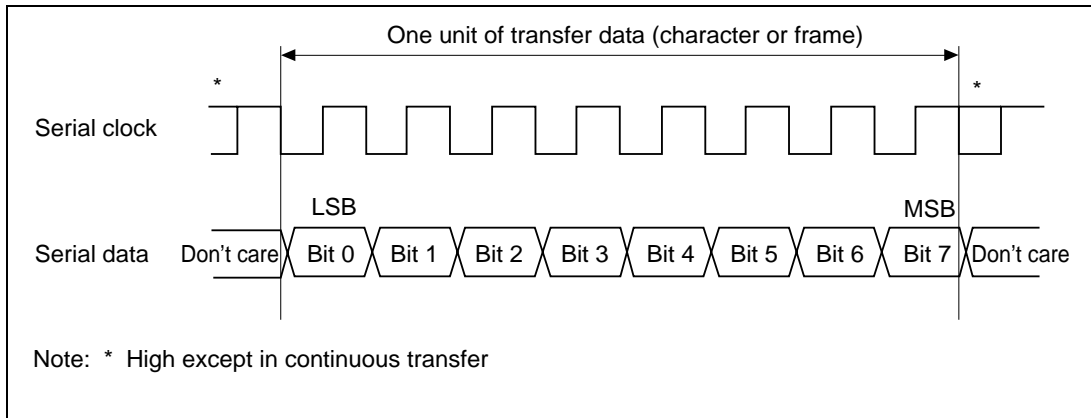 One unit of transfer data (character or frame)
* *
Serial clock
LSB MSB
Serial data Don't care Bit 0 Bit 1 Bit 2 Bit 3 Bit 4 Bit 5 Bit 6 Bit 7 Don't care
Note: * High except in continuous transfer